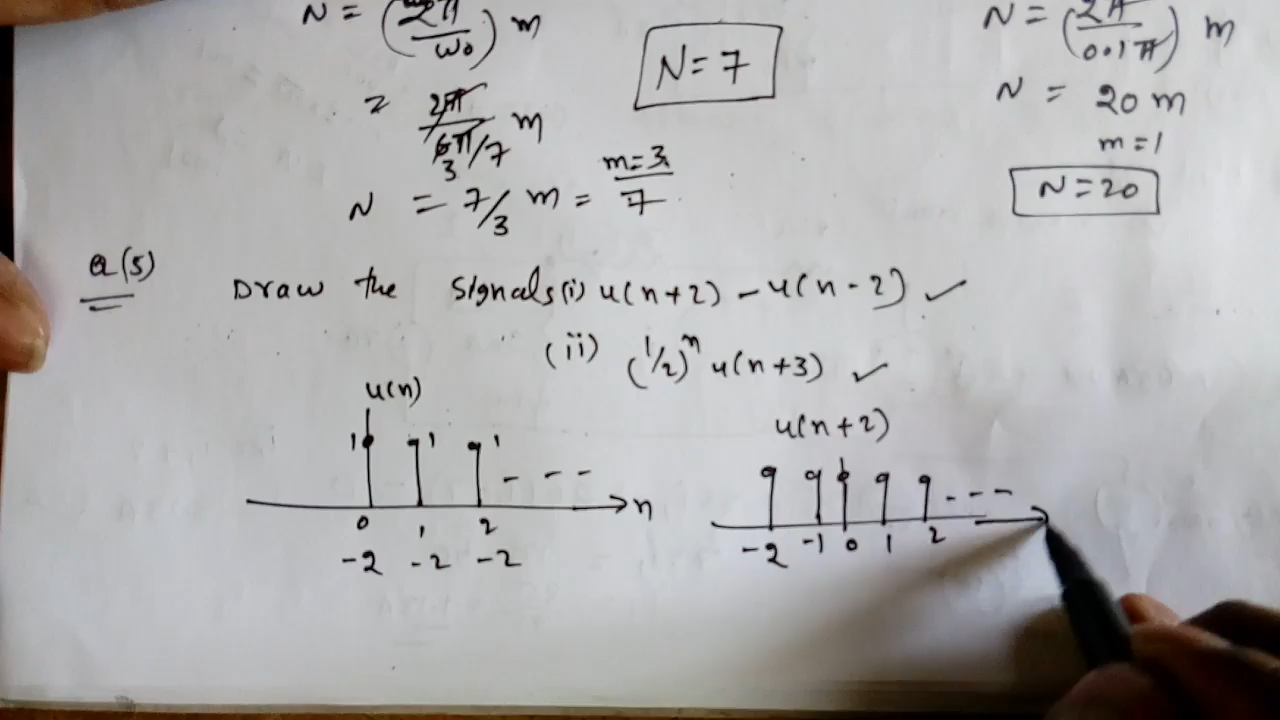 N = (2π/ω0) m
= 2π/6π/7 m
3
N = 7/3 m = m=3/7
N = 7
N = (2π/0.1π) m
N = 20 m
m = 1
N = 20
Q(5) Draw the signals (i) u(n+2) - u(n-2) ✓
(ii) (1/2)^n u(n+3) ✓
u(n)
1 1 1 - - -
n
0 1 2
-2 -2 -2
u(n+2)
- - -
-2 -1 0 1 2